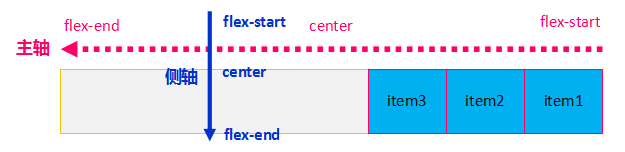 flex-end center flex-start
flex-start
主轴
侧轴 center
item3 item2 item1
flex-end